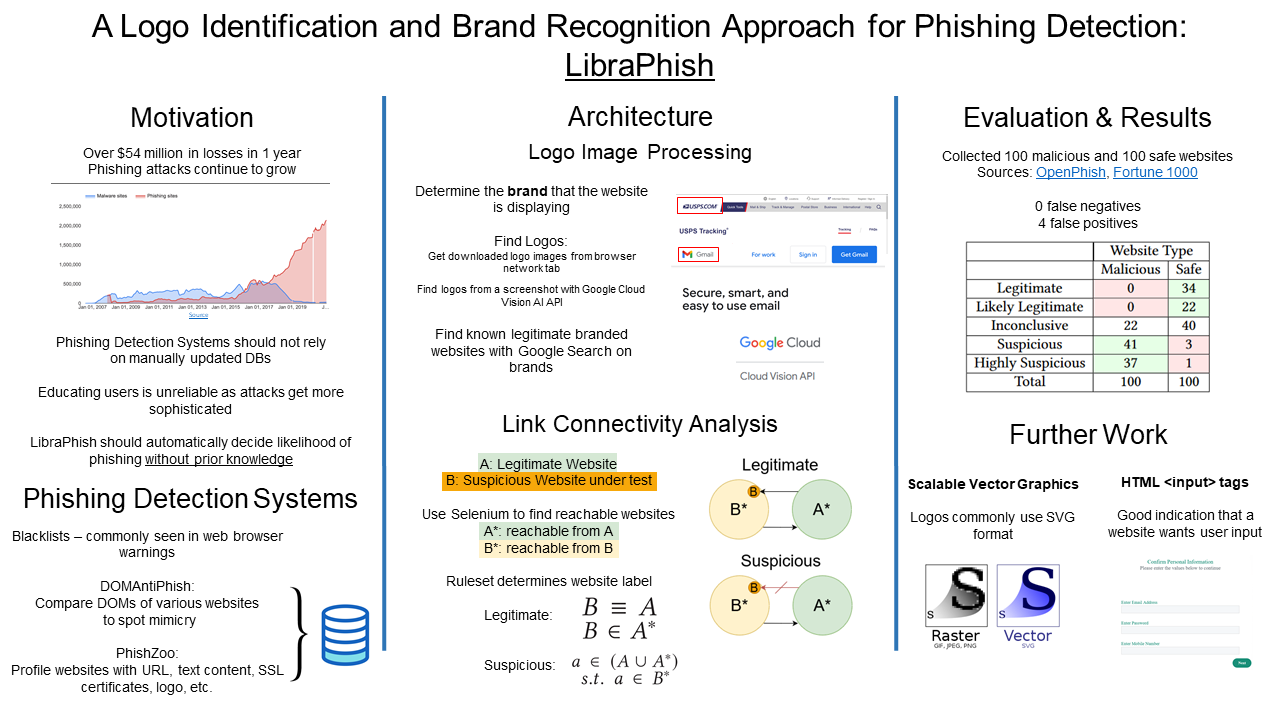 A Logo Identification and Brand Recognition Approach for Phishing Detection:
LibraPhish
Motivation
Over $54 million in losses in 1 year
Phishing attacks continue to grow
Malware sites Phishing sites
2,500,000
2,000,000
1,500,000
1,000,000
500,000
0
Jan 01, 2007 Jan 01, 2009 Jan 01, 2011 Jan 01, 2013 Jan 01, 2015 Jan 01, 2017 Jan 01, 2019 J...
Source
Phishing Detection Systems should not rely
on manually updated DBs
Educating users is unreliable as attacks get more
sophisticated
LibraPhish should automatically decide likelihood of
phishing without prior knowledge
Phishing Detection Systems
Blacklists – commonly seen in web browser
warnings
DOMAntiPhish:
Compare DOMs of various websites
to spot mimicry
PhishZoo:
Profile websites with URL, text content, SSL
certificates, logo, etc.
Architecture
Logo Image Processing
Determine the brand that the website
is displaying
Find Logos:
Get downloaded logo images from browser
network tab
Find logos from a screenshot with Google Cloud
Vision AI API
Find known legitimate branded
websites with Google Search on
brands
USPS.COM
Quick Tools Mail & Ship Track & Manage Postal Store Business International Help
USPS Tracking®
Tracking FAQs
Gmail For work Sign in Get Gmail
Secure, smart, and
easy to use email
Google Cloud
Cloud Vision API
Link Connectivity Analysis
A: Legitimate Website
B: Suspicious Website under test
Use Selenium to find reachable websites
A*: reachable from A
B*: reachable from B
Ruleset determines website label
Legitimate: B ≡ A
B ∈ A*
Suspicious: a ∈ (A ∪ A*)
s.t. a ∈ B*
Legitimate
B
B* A*
Suspicious
B
B* A*
Evaluation & Results
Collected 100 malicious and 100 safe websites
Sources: OpenPhish, Fortune 1000
0 false negatives
4 false positives
Website Type
Malicious Safe
Legitimate 0 34
Likely Legitimate 0 22
Inconclusive 22 40
Suspicious 41 3
Highly Suspicious 37 1
Total 100 100
Further Work
Scalable Vector Graphics
Logos commonly use SVG
format
S S
s s
Raster Vector
GIF, JPEG, PNG SVG
HTML <input> tags
Good indication that a
website wants user input
Confirm Personal Information
Please enter the values below to continue
Enter Email Address
Enter Password
Enter Mobile Number
Next